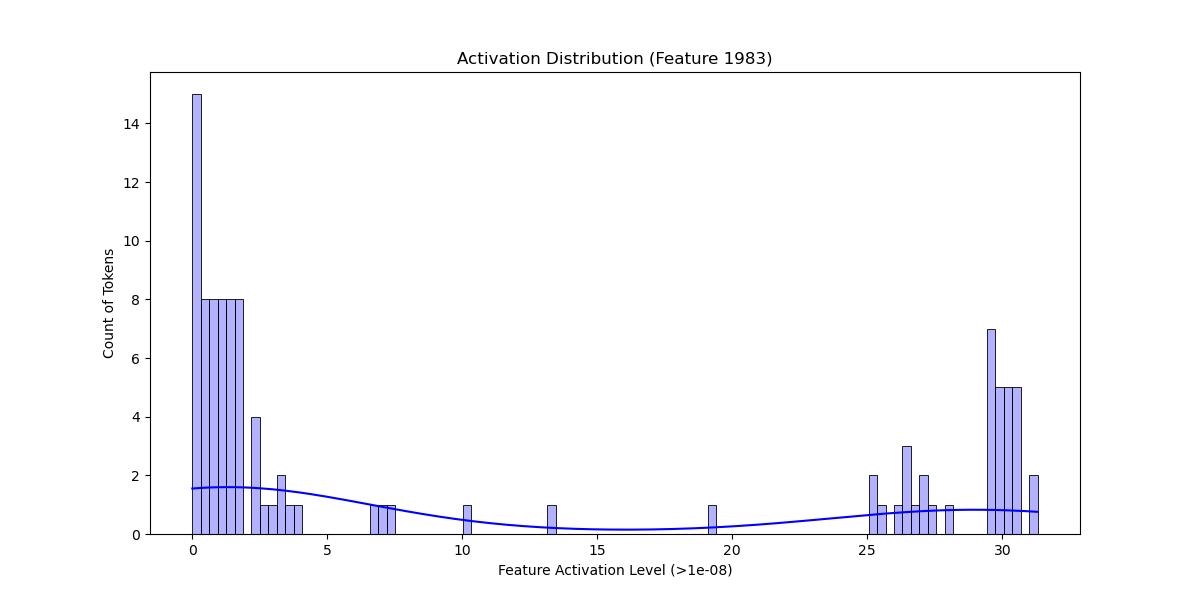 Activation Distribution (Feature 1983)
Count of Tokens
14
12
10
8
6
4
2
0
0 5 10 15 20 25 30
Feature Activation Level (>1e-08)